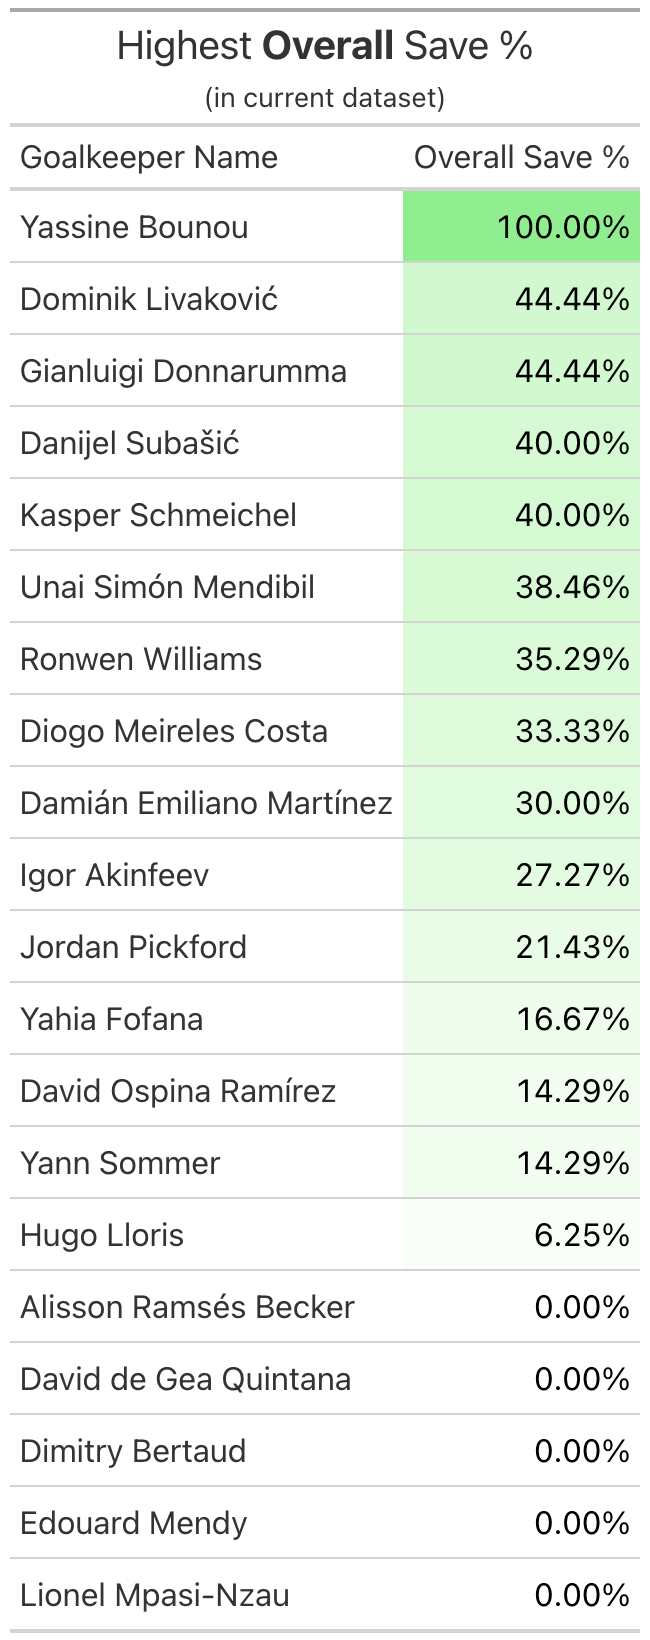 Highest Overall Save %
(in current dataset)
Goalkeeper Name Overall Save %
Yassine Bounou 100.00%
Dominik Livaković 44.44%
Gianluigi Donnarumma 44.44%
Danijel Subašić 40.00%
Kasper Schmeichel 40.00%
Unai Simón Mendibil 38.46%
Ronwen Williams 35.29%
Diogo Meireles Costa 33.33%
Damián Emiliano Martínez 30.00%
Igor Akinfeev 27.27%
Jordan Pickford 21.43%
Yahia Fofana 16.67%
David Ospina Ramírez 14.29%
Yann Sommer 14.29%
Hugo Lloris 6.25%
Alisson Ramsés Becker 0.00%
David de Gea Quintana 0.00%
Dimitry Bertaud 0.00%
Edouard Mendy 0.00%
Lionel Mpasi-Nzau 0.00%